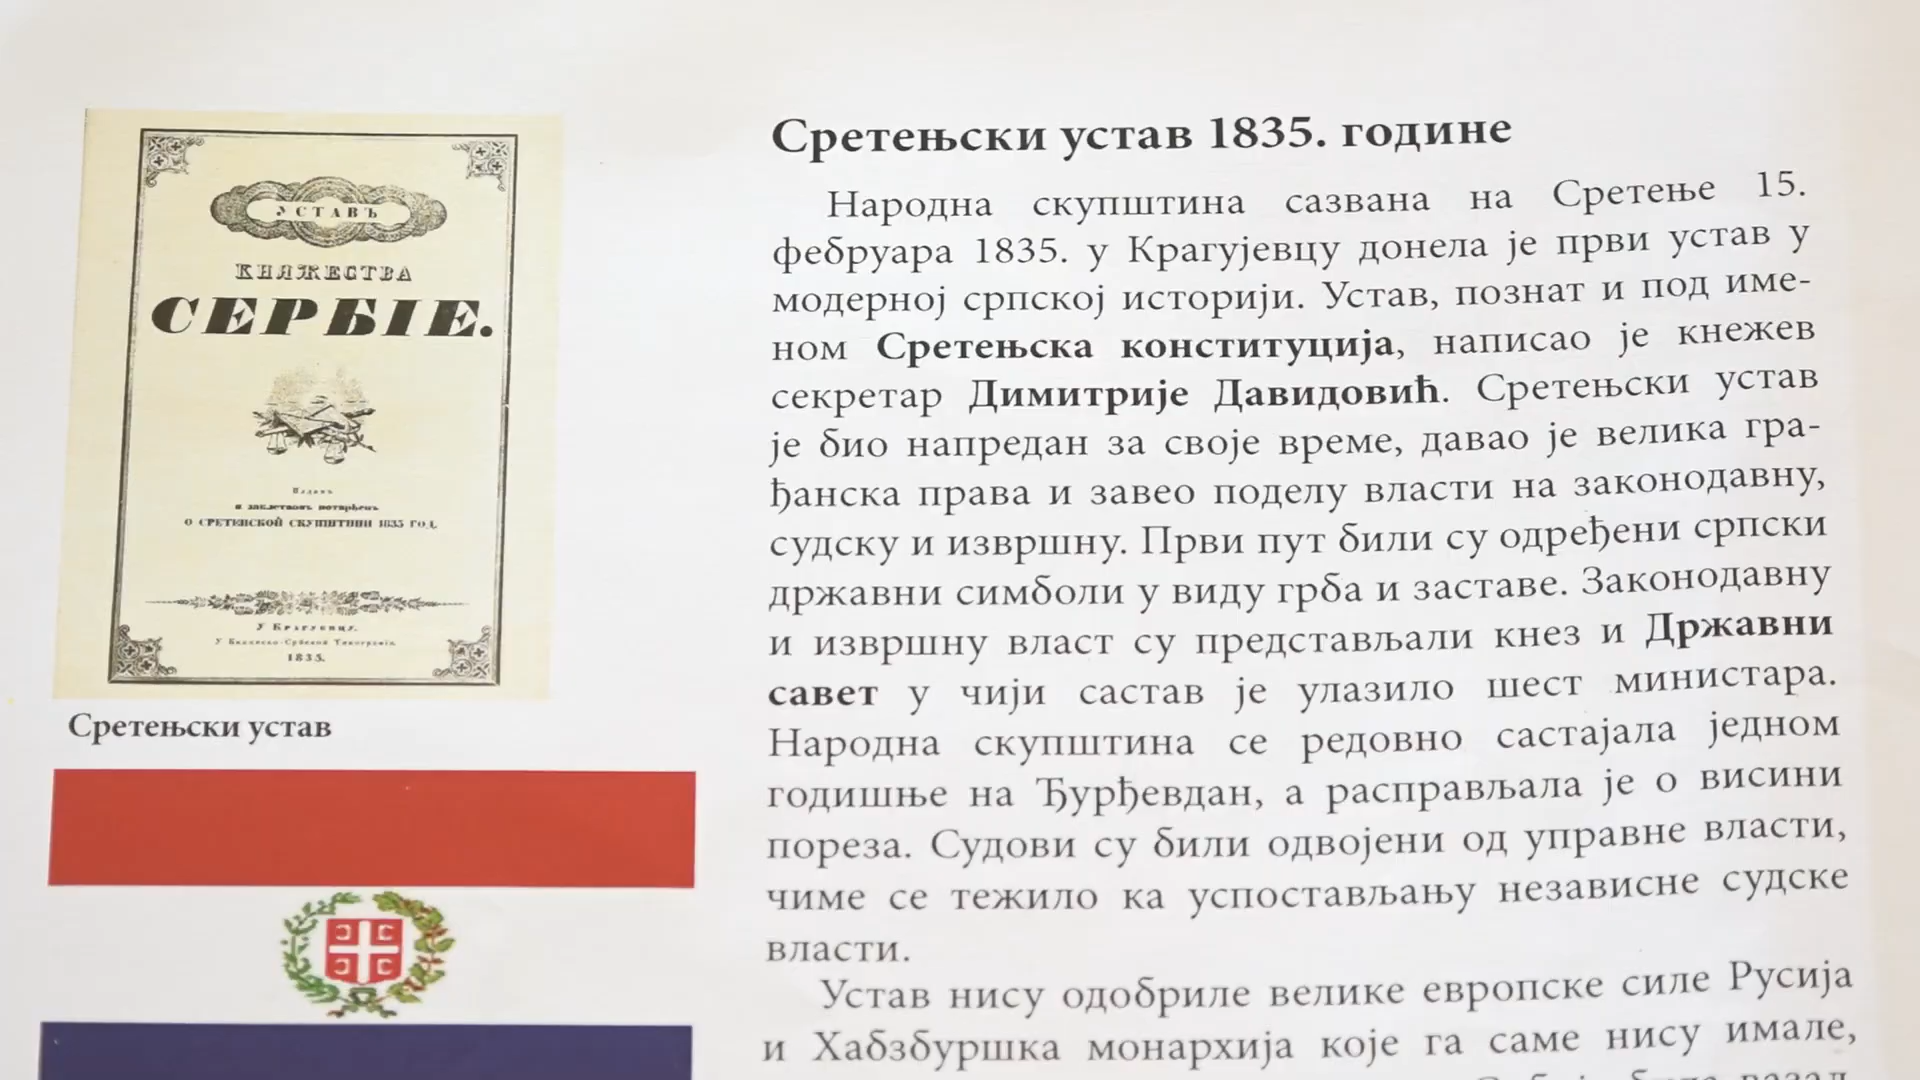 УСТАВЪ
КНЯЖЕСТВА
СЕРБІЕ.
О СРЕТЕНСКОЙ СКУПШТИНИ 1835 ГОД.
У КРАГУЕВЦУ.
1835.
Сретењски устав
Сретењски устав 1835. године
Народна скупштина сазвана на Сретење 15.
фебруара 1835. у Крагујевцу донела је први устав у
модерној српској историји. Устав, познат и под име-
ном Сретењска конституција, написао је кнежев
секретар Димитрије Давидовић. Сретењски устав
је био напредан за своје време, давао је велика гра-
ђанска права и завео поделу власти на законодавну,
судску и извршну. Први пут били су одређени српски
државни симболи у виду грба и заставе. Законодавну
и извршну власт су представљали кнез и Државни
савет у чији састав је улазило шест министара.
Народна скупштина се редовно састајала једном
годишње на Ђурђевдан, а расправљала је о висини
пореза. Судови су били одвојени од управне власти,
чиме се тежило ка успостављању независне судске
власти.
Устав нису одобриле велике европске силе Русија
и Хабзбуршка монархија које га саме нису имале,